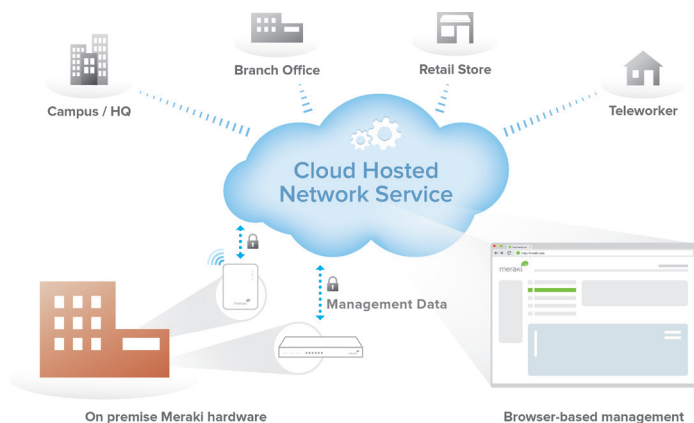 Branch Office
Retail Store
Campus / HQ
Teleworker
Cloud Hosted
Network Service
meraki
Management Data
On premise Meraki hardware
Browser-based management